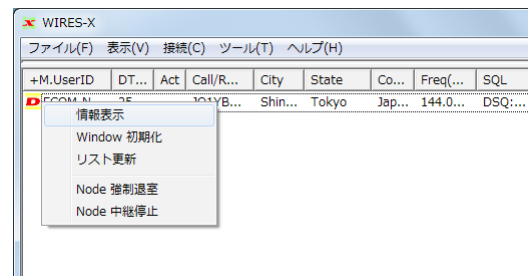 WIRES-X
ファイル(F) 表示(V) 接続(C) ツール(T) ヘルプ(H)
+M.UserID DT... Act Call/R... City State Co... Freq(... SQL
D 25 Shin... Tokyo Jap... 144.0... DSQ:...
情報表示
Window 初期化
リスト更新
Node 強制退室
Node 中継停止